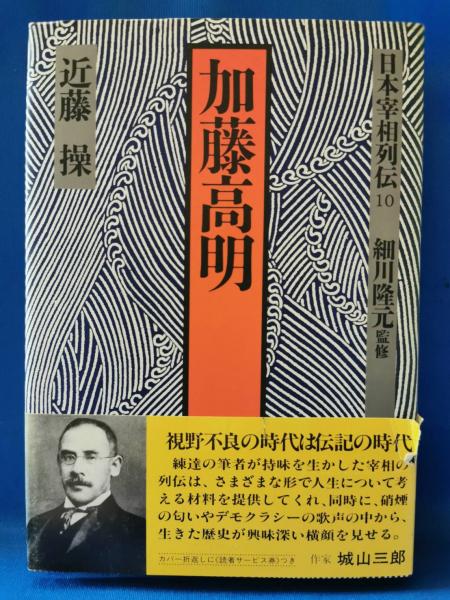 日本宰相列伝 10
細川隆元 監修
加藤高明
近藤 操
視野不良の時代は伝記の時代
練達の筆者が持味を生かした宰相の
列伝は、さまざまな形で人生について考
える材料を提供してくれ、同時に、硝煙
の匂いやデモクラシーの歌声の中から、
生きた歴史が興味深い横顔を見せる。
カバー折返しに〈読者サービス券〉つき
作家 城山三郎